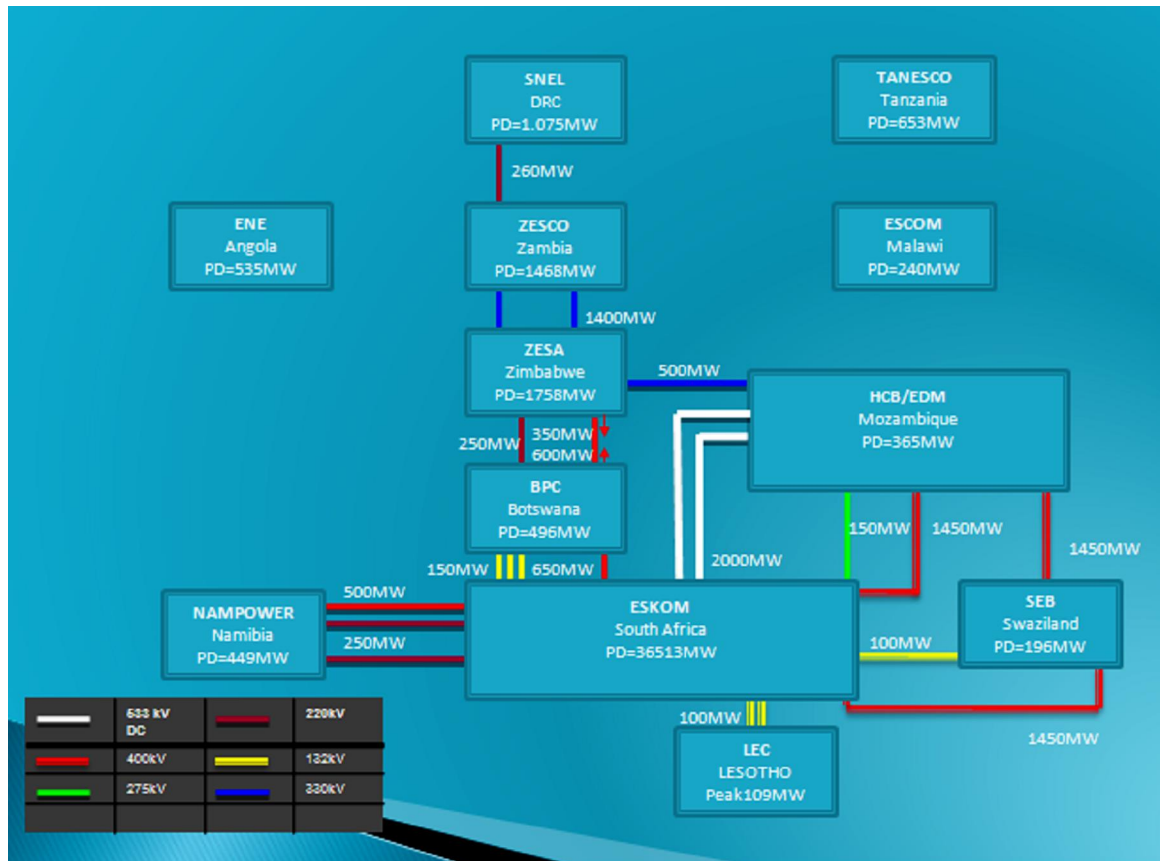 SNEL
DRC
PD=1.075MW
TANESCO
Tanzania
PD=653MW
260MW
ENE
Angola
PD=535MW
ZESCO
Zambia
PD=1468MW
ESCOM
Malawi
PD=240MW
1400MW
ZESA
Zimbabwe
PD=1758MW
500MW
HCB/EDM
Mozambique
PD=365MW
250MW
350MW
600MW
BPC
Botswana
PD=496MW
150MW
1450MW
1450MW
150MW
650MW
2000MW
500MW
NAMPOWER
Namibia
PD=449MW
250MW
ESKOM
South Africa
PD=36513MW
100MW
SEB
Swaziland
PD=196MW
100MW
1450MW
LEC
LESOTHO
Peak109MW
533 kV
DC
220kV
400kV
132kV
275kV
330kV